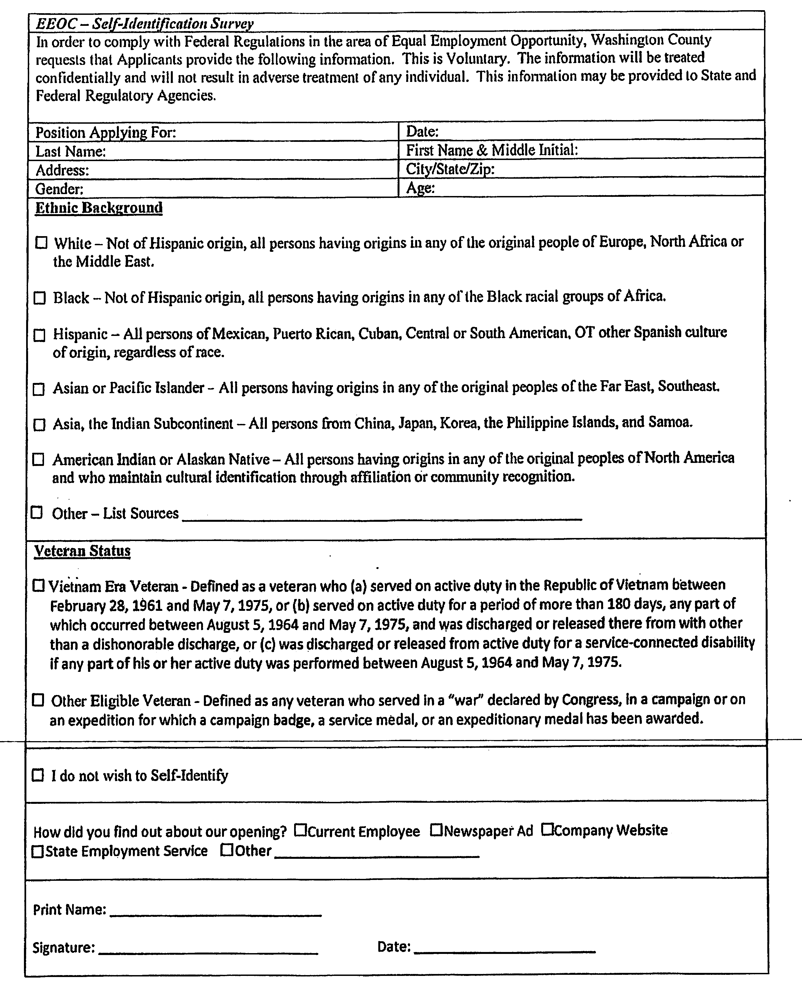 EEOC – Self-Identification Survey
In order to comply with Federal Regulations in the area of Equal Employment Opportunity, Washington County
requests that Applicants provide the following information. This is Voluntary. The information will be treated
confidentially and will not result in adverse treatment of any individual. This information may be provided to State and
Federal Regulatory Agencies.
Position Applying For: Date:
Last Name: First Name & Middle Initial:
Address: City/State/Zip:
Gender: Age:
Ethnic Background
☐ White – Not of Hispanic origin, all persons having origins in any of the original people of Europe, North Africa or
the Middle East.
☐ Black – Not of Hispanic origin, all persons having origins in any of the Black racial groups of Africa.
☐ Hispanic – All persons of Mexican, Puerto Rican, Cuban, Central or South American, OT other Spanish culture
of origin, regardless of race.
☐ Asian or Pacific Islander – All persons having origins in any of the original peoples of the Far East, Southeast.
☐ Asia, the Indian Subcontinent – All persons from China, Japan, Korea, the Philippine Islands, and Samoa.
☐ American Indian or Alaskan Native – All persons having origins in any of the original peoples of North America
and who maintain cultural identification through affiliation or community recognition.
☐ Other – List Sources
Veteran Status
☐ Vietnam Era Veteran - Defined as a veteran who (a) served on active duty in the Republic of Vietnam between
February 28, 1961 and May 7, 1975, or (b) served on active duty for a period of more than 180 days, any part of
which occurred between August 5, 1964 and May 7, 1975, and was discharged or released there from with other
than a dishonorable discharge, or (c) was discharged or released from active duty for a service-connected disability
if any part of his or her active duty was performed between August 5, 1964 and May 7, 1975.
☐ Other Eligible Veteran - Defined as any veteran who served in a “war” declared by Congress, in a campaign or on
an expedition for which a campaign badge, a service medal, or an expeditionary medal has been awarded.
☐ I do not wish to Self-Identify
How did you find out about our opening? ☐Current Employee ☐Newspaper Ad ☐Company Website
☐State Employment Service ☐Other
Print Name:
Signature: Date: